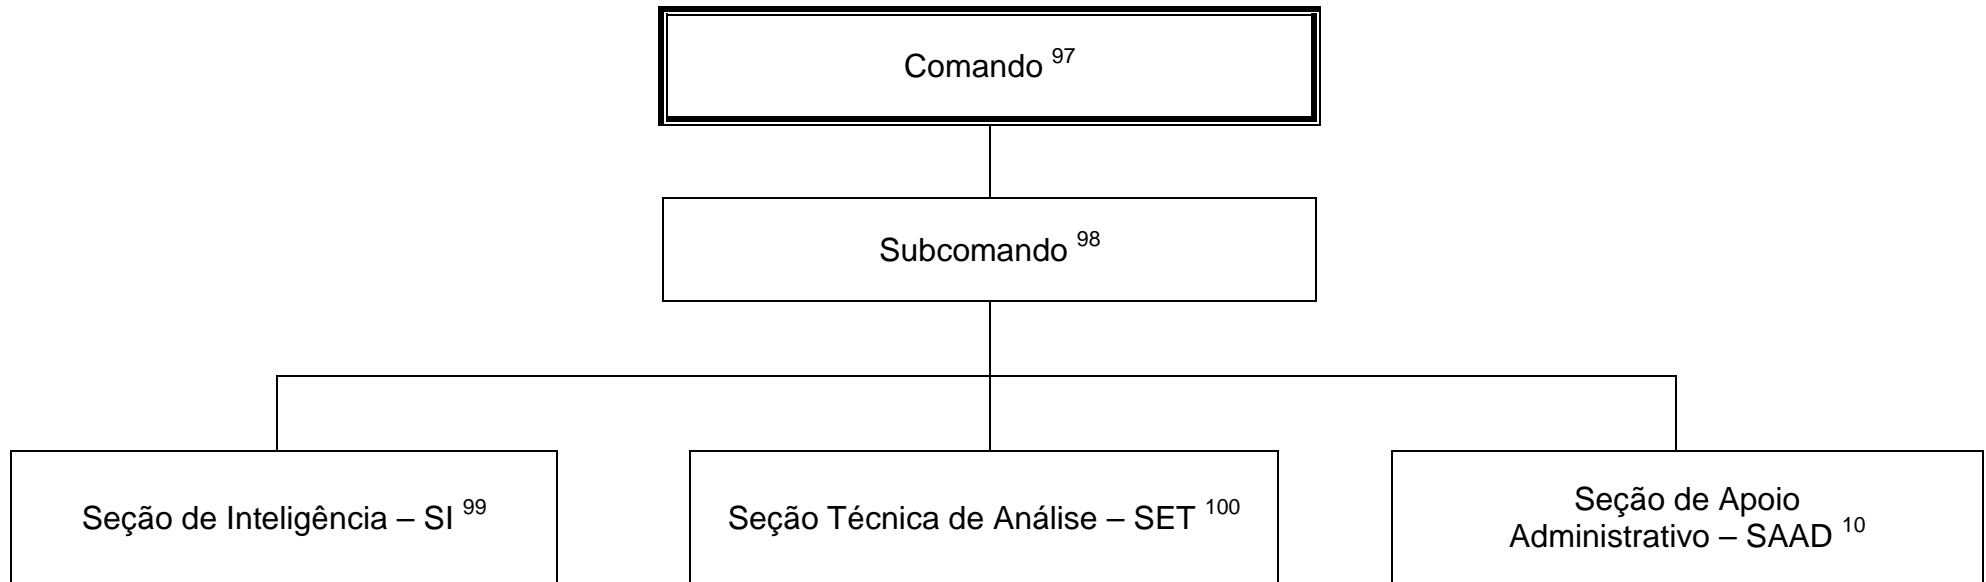 Comando 97
Subcomando 98
Seção de Inteligência – SI 99
Seção Técnica de Análise – SET 100
Seção de Apoio
Administrativo – SAAD 10